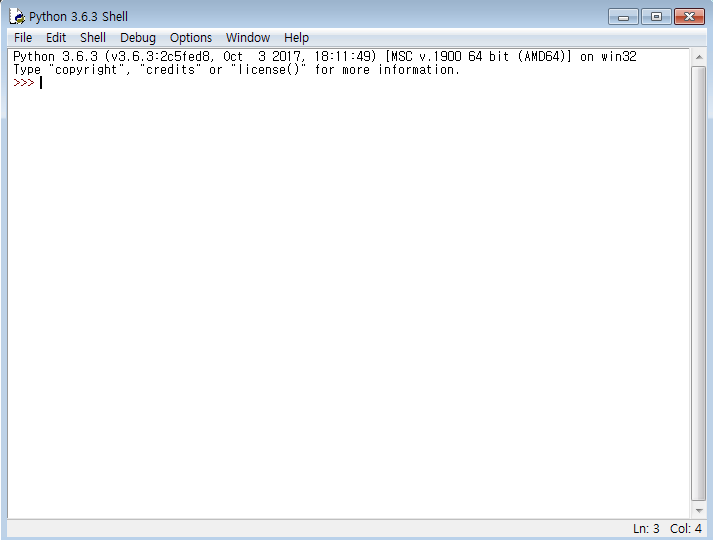 Python 3.6.3 Shell
File Edit Shell Debug Options Window Help
Python 3.6.3 (v3.6.3:2c5fed8, Oct  3 2017, 18:11:49) [MSC v.1900 64 bit (AMD64)] on win32
Type "copyright", "credits" or "license()" for more information.
>>>
Ln: 3 Col: 4